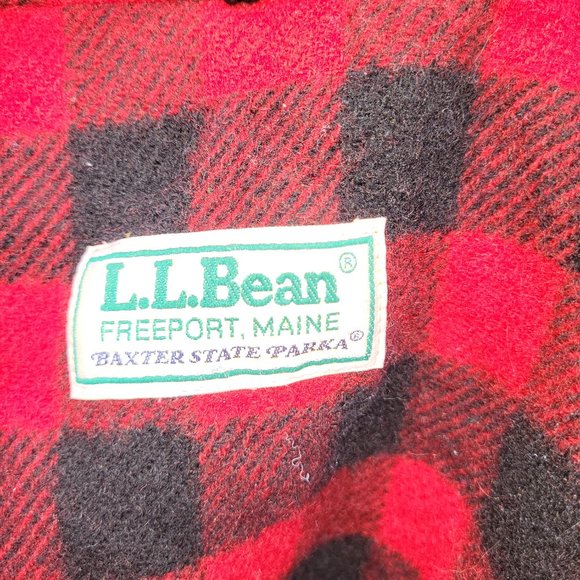 L.L.Bean®
FREEPORT, MAINE
BAXTER STATE PARKA®